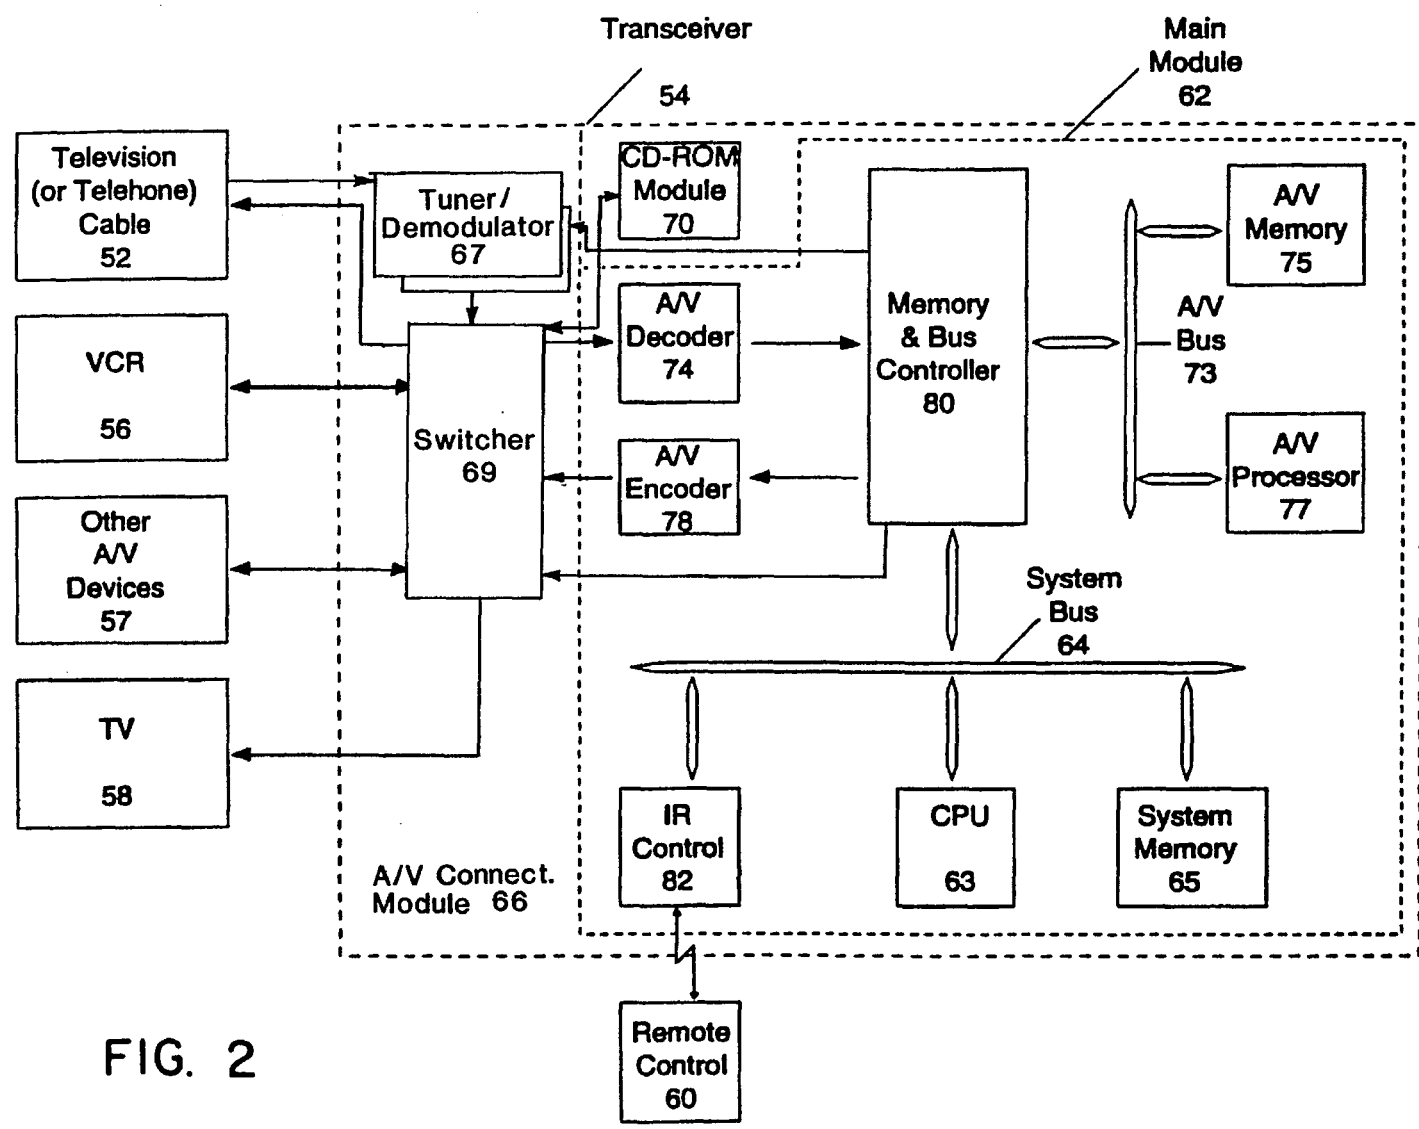 Transceiver
54
Main
Module
62
Television
(or Telehone)
Cable
52
Tuner/
Demodulator
67
CD-ROM
Module
70
A/V
Memory
75
VCR
56
Switcher
69
A/V
Decoder
74
Memory
& Bus
Controller
80
A/V
Bus
73
A/V
Encoder
78
A/V
Processor
77
Other
A/V
Devices
57
System
Bus
64
TV
58
IR
Control
82
CPU
63
System
Memory
65
A/V Connect.
Module 66
Remote
Control
60
FIG. 2